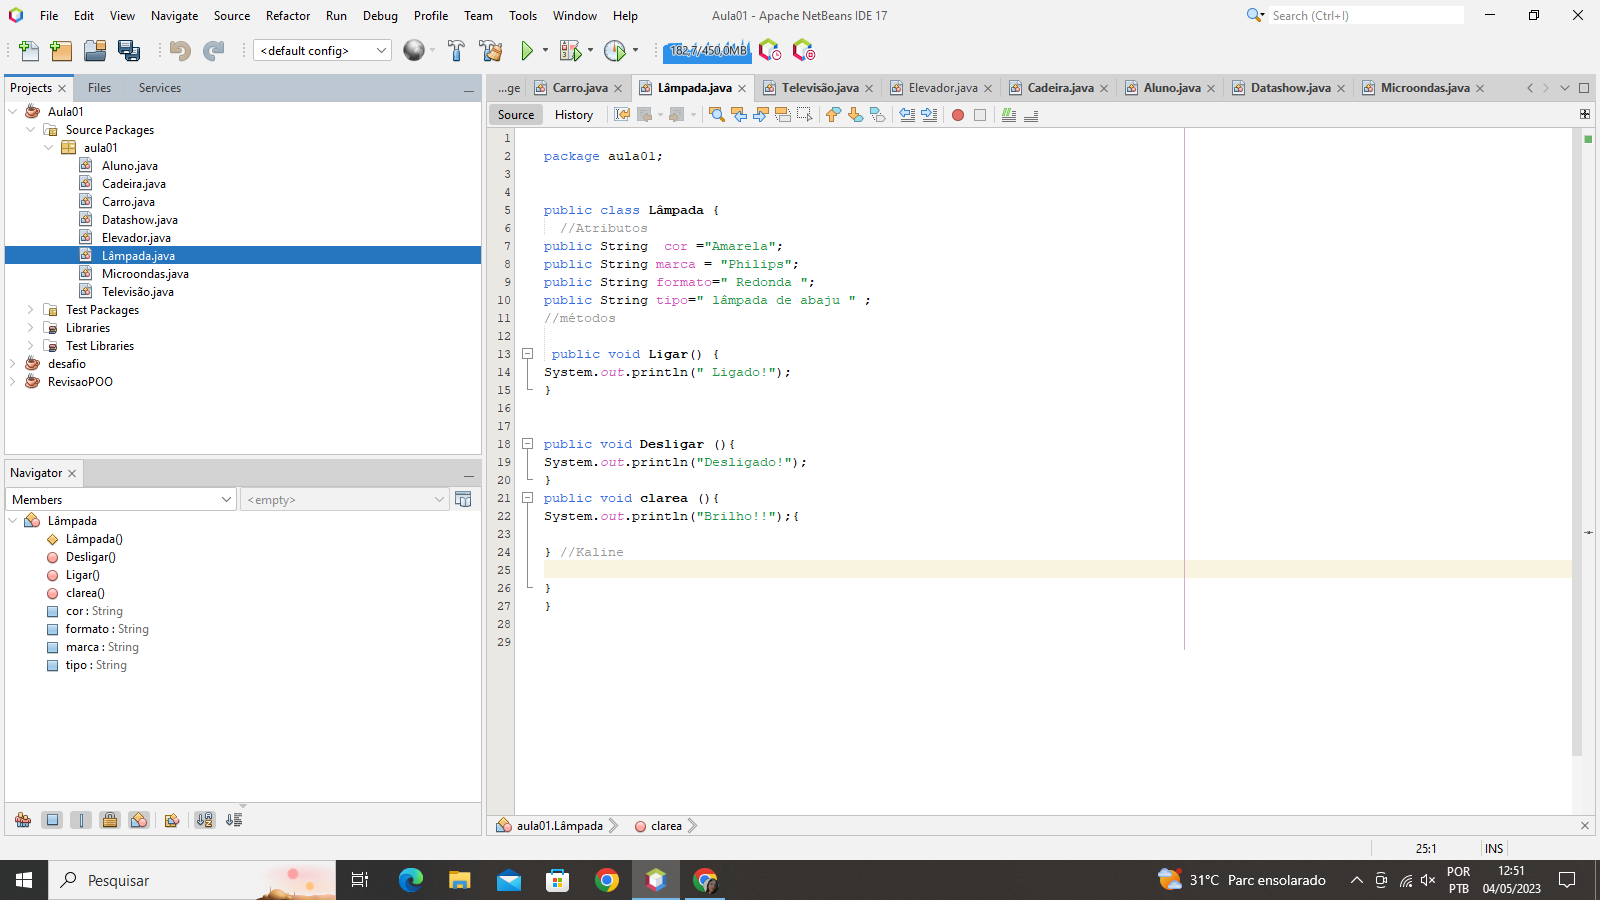 File Edit View Navigate Source Refactor Run Debug Profile Team Tools Window Help
Aula01 - Apache NetBeans IDE 17
Search (Ctrl+I)
<default config>
182,7/450,0MB
Projects Files Services
Aula01
Source Packages
aula01
Aluno.java
Cadeira.java
Carro.java
Datashow.java
Elevador.java
Lâmpada.java
Microondas.java
Televisão.java
Test Packages
Libraries
Test Libraries
desafio
RevisaoPOO
Navigator
Members
<empty>
Lâmpada
Lâmpada()
Desligar()
Ligar()
clarea()
cor : String
formato : String
marca : String
tipo : String
...ge Carro.java Lâmpada.java Televisão.java Elevador.java Cadeira.java Aluno.java Datashow.java Microondas.java
Source History
1
2 package aula01;
3
4
5 public class Lâmpada {
6 //Atributos
7 public String  cor ="Amarela";
8 public String marca = "Philips";
9 public String formato=" Redonda ";
10 public String tipo=" lâmpada de abaju " ;
11 //métodos
12
13 public void Ligar() {
14 System.out.println(" Ligado!");
15 }
16
17
18 public void Desligar (){
19 System.out.println("Desligado!");
20 }
21 public void clarea (){
22 System.out.println("Brilho!!");{
23
24 } //Kaline
25
26 }
27 }
28
29
aula01.Lâmpada clarea
25:1 INS
Pesquisar
31°C Parc ensolarado
POR
PTB
12:51
04/05/2023